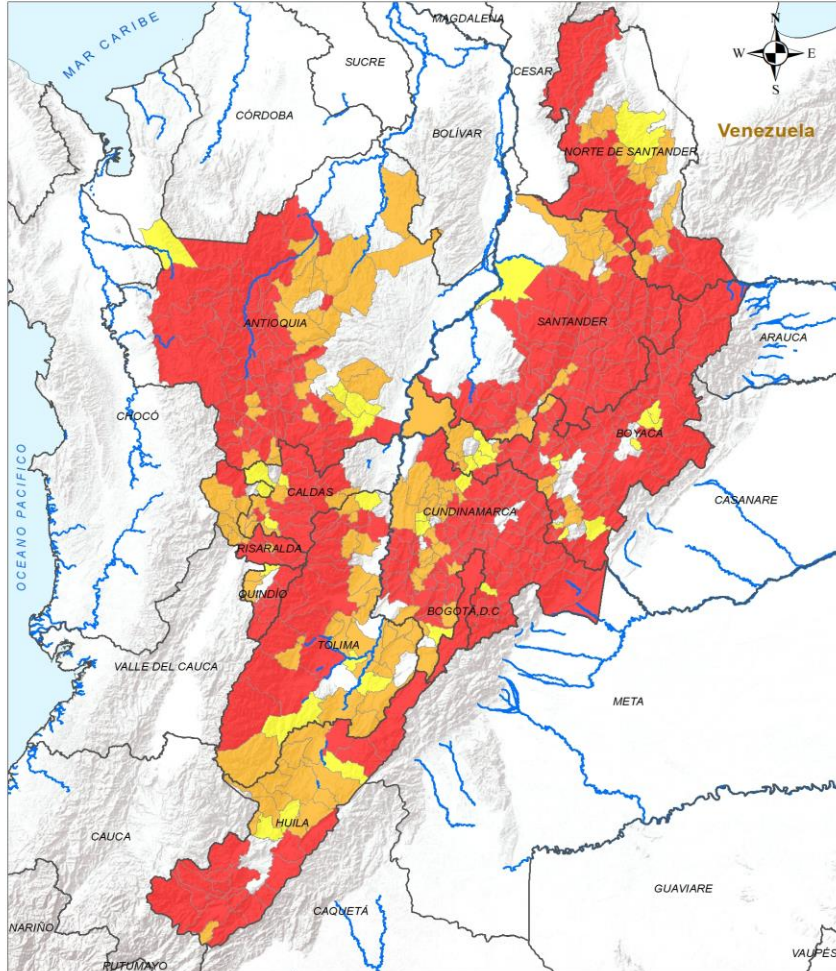 MAGDALENA
MAR CARIBE
SUCRE
CESAR
N
W E
S
CÓRDOBA
BOLÍVAR
Venezuela
NORTE DE SANTANDER
ANTIOQUIA
SANTANDER
ARAUCA
CHOCÓ
BOYACÁ
OCEANO PACIFICO
CALDAS
CASANARE
CUNDINAMARCA
RISARALDA
QUINDÍO
BOGOTÁ,D.C
TOLIMA
VALLE DEL CAUCA
META
HUILA
CAUCA
GUAVIARE
CAQUETÁ
NARIÑO
PUTUMAYO
VAUPÉS